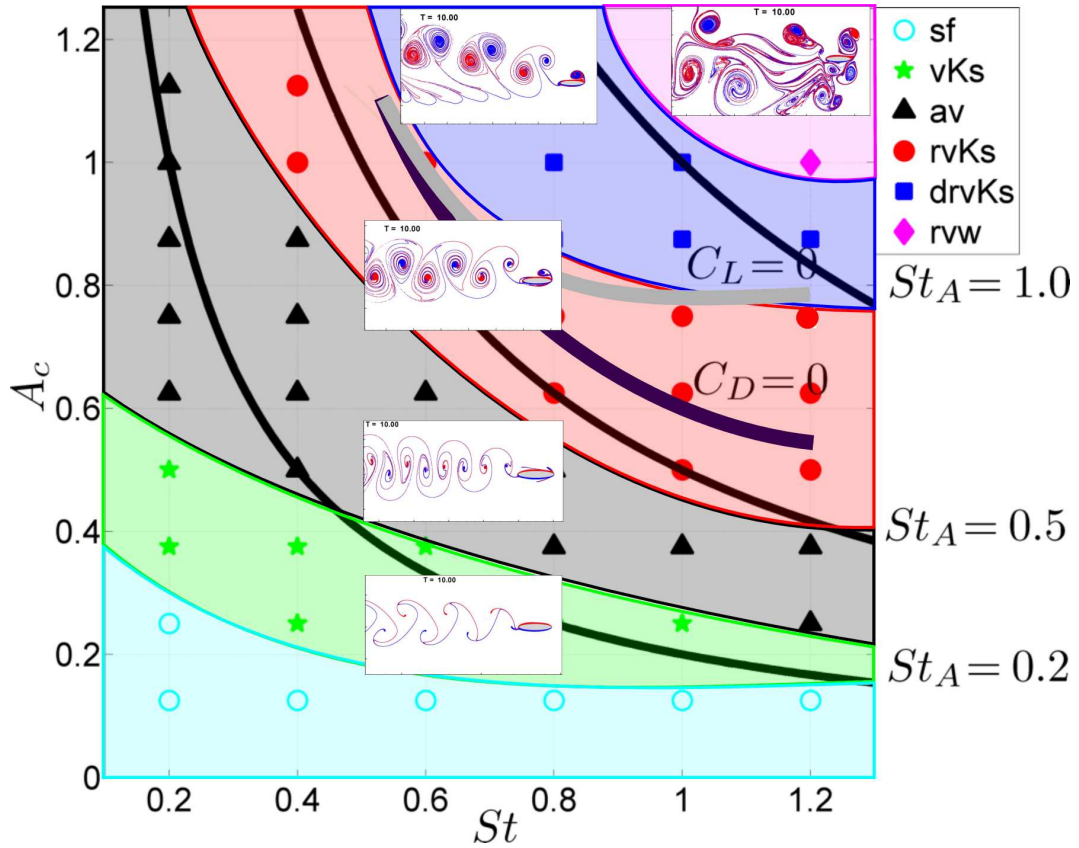 1.2
1
0.8
0.6
0.4
0.2
0
A_c
T = 10.00
T = 10.00
T = 10.00
T = 10.00
T = 10.00
C_L = 0
C_D = 0
sf
vKs
av
rvKs
drvKs
rvw
St_A = 1.0
St_A = 0.5
St_A = 0.2
0.2 0.4 0.6 0.8 1 1.2
St